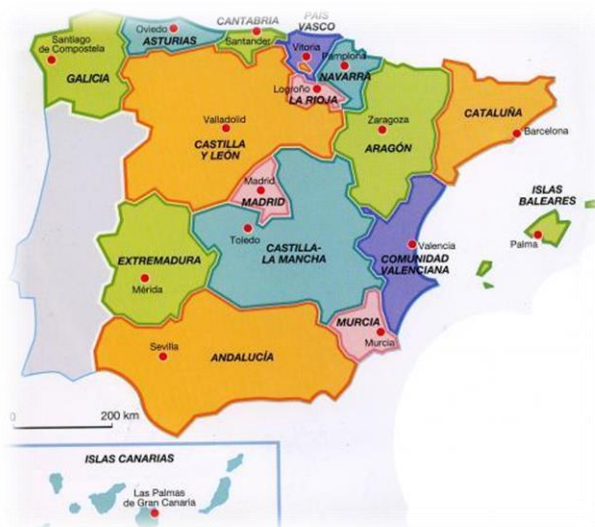 CANTABRIA
PAIS
VASCO
Oviedo
ASTURIAS
Santander
Santiago
de Compostela
GALICIA
Vitoria
Pamplona
NAVARRA
Logroño
LA RIOJA
Valladolid
CASTILLA
Y LEÓN
Zaragoza
ARAGÓN
CATALUÑA
Barcelona
Madrid
MADRID
ISLAS
BALEARES
Palma
Toledo
CASTILLA-
LA MANCHA
EXTREMADURA
Mérida
Valencia
COMUNIDAD
VALENCIANA
MURCIA
Murcia
Sevilla
ANDALUCÍA
0
200 km
ISLAS CANARIAS
Las Palmas
de Gran Canaria